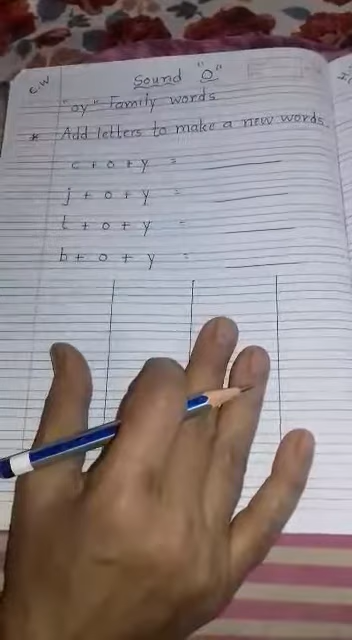 C.W
Sound "O"
"oy" Family words
* Add letters to make a new words.
c + o + y =
j + o + y =
t + o + y =
b + o + y =